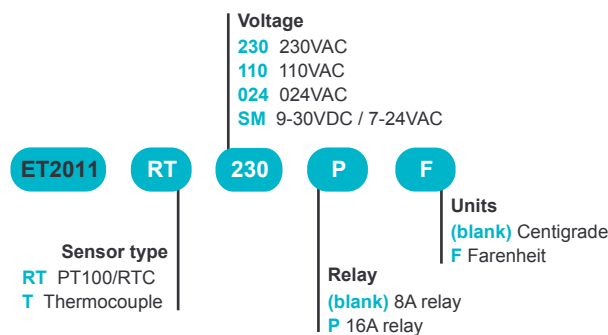 Voltage
230 230VAC
110 110VAC
024 024VAC
SM 9-30VDC / 7-24VAC
ET2011 RT 230 P F
Units
(blank) Centigrade
F Farenheit
Sensor type
RT PT100/RTC
T Thermocouple
Relay
(blank) 8A relay
P 16A relay